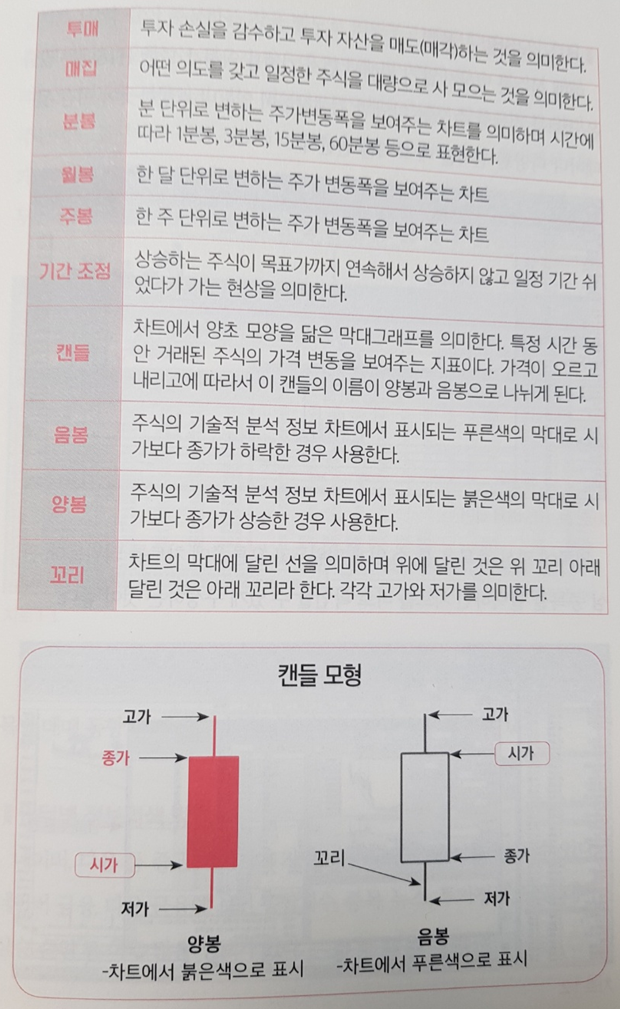 투매
투자 손실을 감수하고 투자 자산을 매도(매각)하는 것을 의미한다.
매집
어떤 의도를 갖고 일정한 주식을 대량으로 사 모으는 것을 의미한다.
분봉
분 단위로 변하는 주가변동폭을 보여주는 차트를 의미하며 시간에
따라 1분봉, 3분봉, 15분봉, 60분봉 등으로 표현한다.
월봉
한 달 단위로 변하는 주가 변동폭을 보여주는 차트
주봉
한 주 단위로 변하는 주가 변동폭을 보여주는 차트
기간 조정
상승하는 주식이 목표가까지 연속해서 상승하지 않고 일정 기간 쉬
었다가 가는 현상을 의미한다.
캔들
차트에서 양초 모양을 닮은 막대그래프를 의미한다. 특정 시간 동
안 거래된 주식의 가격 변동을 보여주는 지표이다. 가격이 오르고
내리고에 따라서 이 캔들의 이름이 양봉과 음봉으로 나뉘게 된다.
음봉
주식의 기술적 분석 정보 차트에서 표시되는 푸른색의 막대로 시
가보다 종가가 하락한 경우 사용한다.
양봉
주식의 기술적 분석 정보 차트에서 표시되는 붉은색의 막대로 시
가보다 종가가 상승한 경우 사용한다.
꼬리
차트의 막대에 달린 선을 의미하며 위에 달린 것은 위 꼬리 아래
달린 것은 아래 꼬리라 한다. 각각 고가와 저가를 의미한다.
캔들 모형
고가
종가
시가
저가
양봉
-차트에서 붉은색으로 표시
고가
시가
꼬리
종가
저가
음봉
-차트에서 푸른색으로 표시